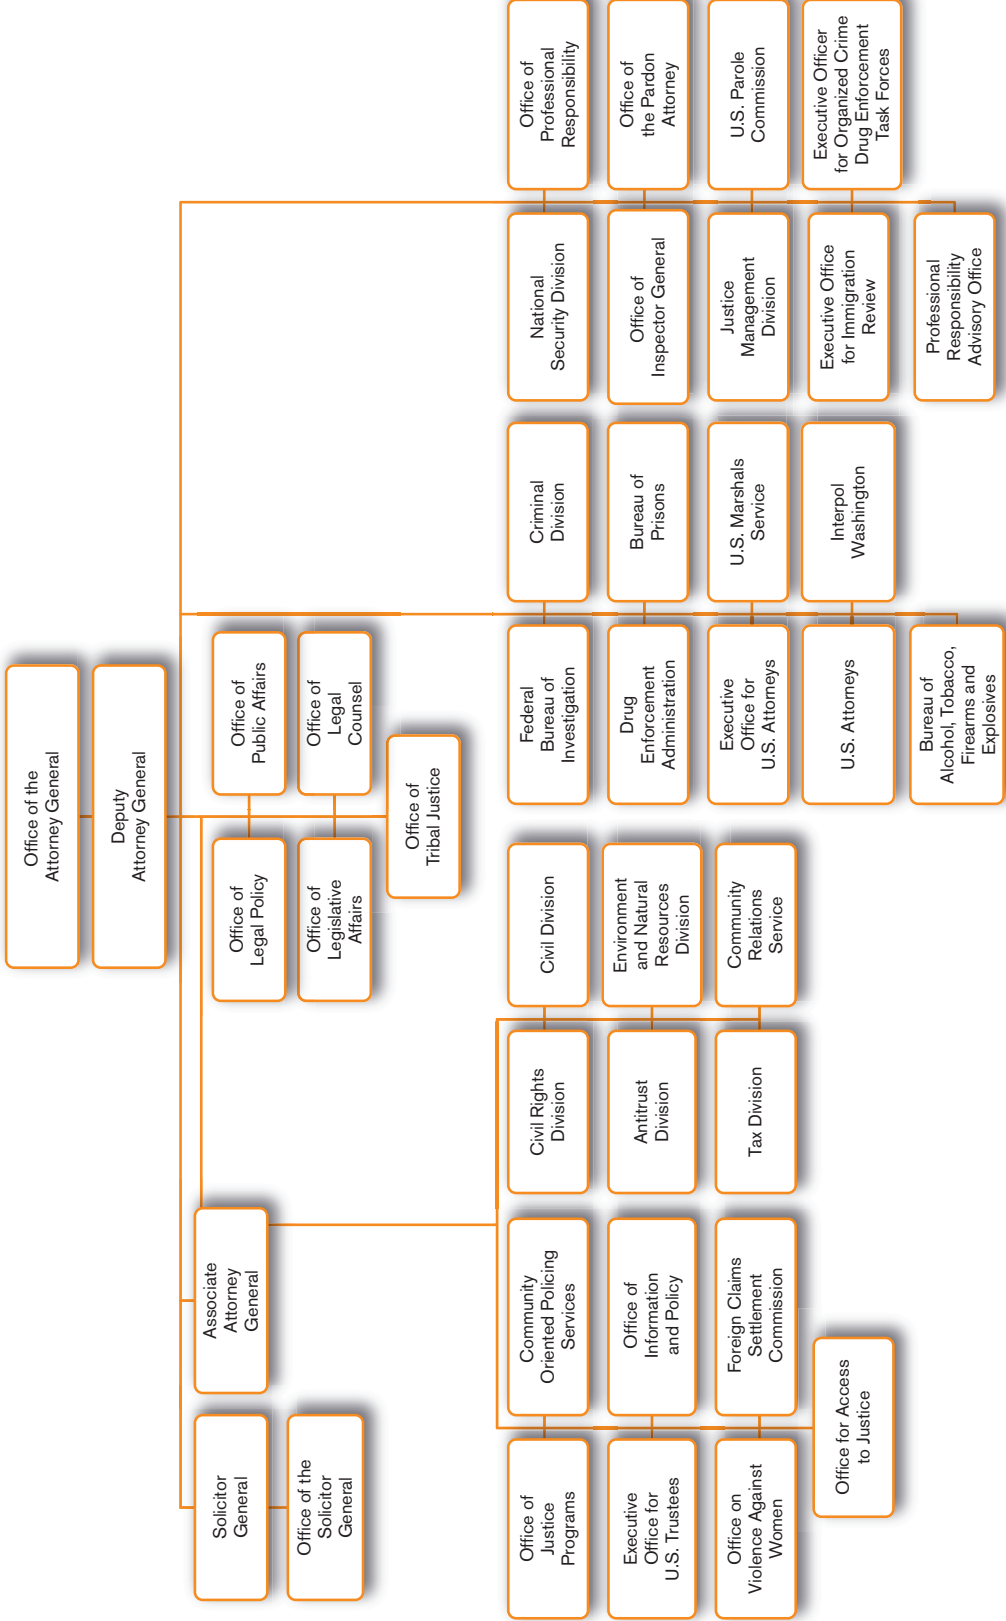 Office of the
Attorney General
Deputy
Attorney General
Solicitor
General
Office of the
Solicitor
General
Associate
Attorney
General
Office of
Legal Policy
Office of
Public Affairs
Office of
Legislative
Affairs
Office of
Legal
Counsel
Office of
Tribal Justice
Office of
Justice
Programs
Community
Oriented Policing
Services
Executive
Office for
U.S. Trustees
Office of
Information
and Policy
Office on
Violence Against
Women
Foreign Claims
Settlement
Commission
Office for Access
to Justice
Civil Rights
Division
Civil Division
Antitrust
Division
Environment
and Natural
Resources
Division
Tax Division
Community
Relations
Service
Federal
Bureau of
Investigation
Criminal
Division
Drug
Enforcement
Administration
Bureau of
Prisons
Executive
Office for
U.S. Attorneys
U.S. Marshals
Service
U.S. Attorneys
Interpol
Washington
Bureau of
Alcohol, Tobacco,
Firearms and
Explosives
National
Security Division
Office of
Professional
Responsibility
Office of
Inspector General
Office of
the Pardon
Attorney
Justice
Management
Division
U.S. Parole
Commission
Executive Office
for Immigration
Review
Executive Officer
for Organized Crime
Drug Enforcement
Task Forces
Professional
Responsibility
Advisory Office